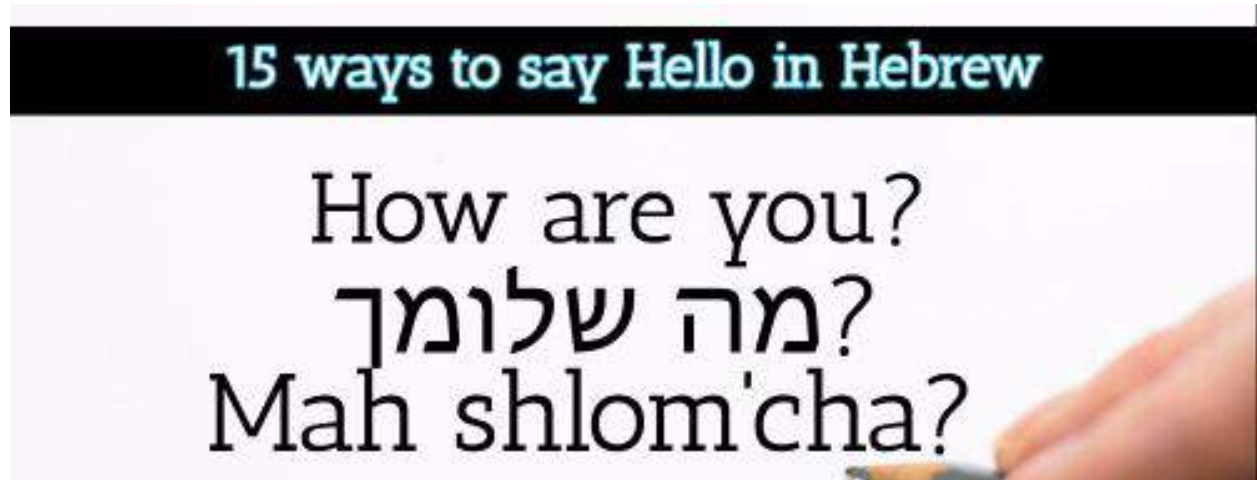 15 ways to say Hello in Hebrew
How are you?
מה שלומך?
Mah shlom'cha?